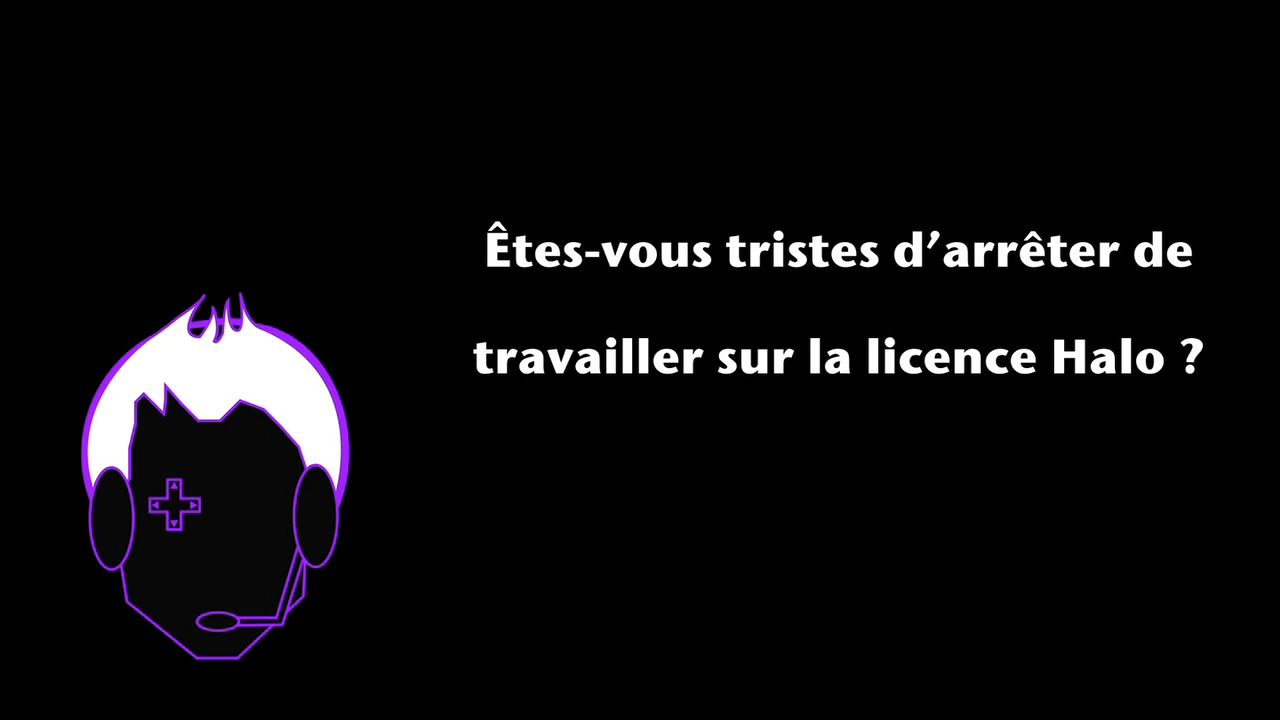 Êtes-vous tristes d’arrêter de
travailler sur la licence Halo ?